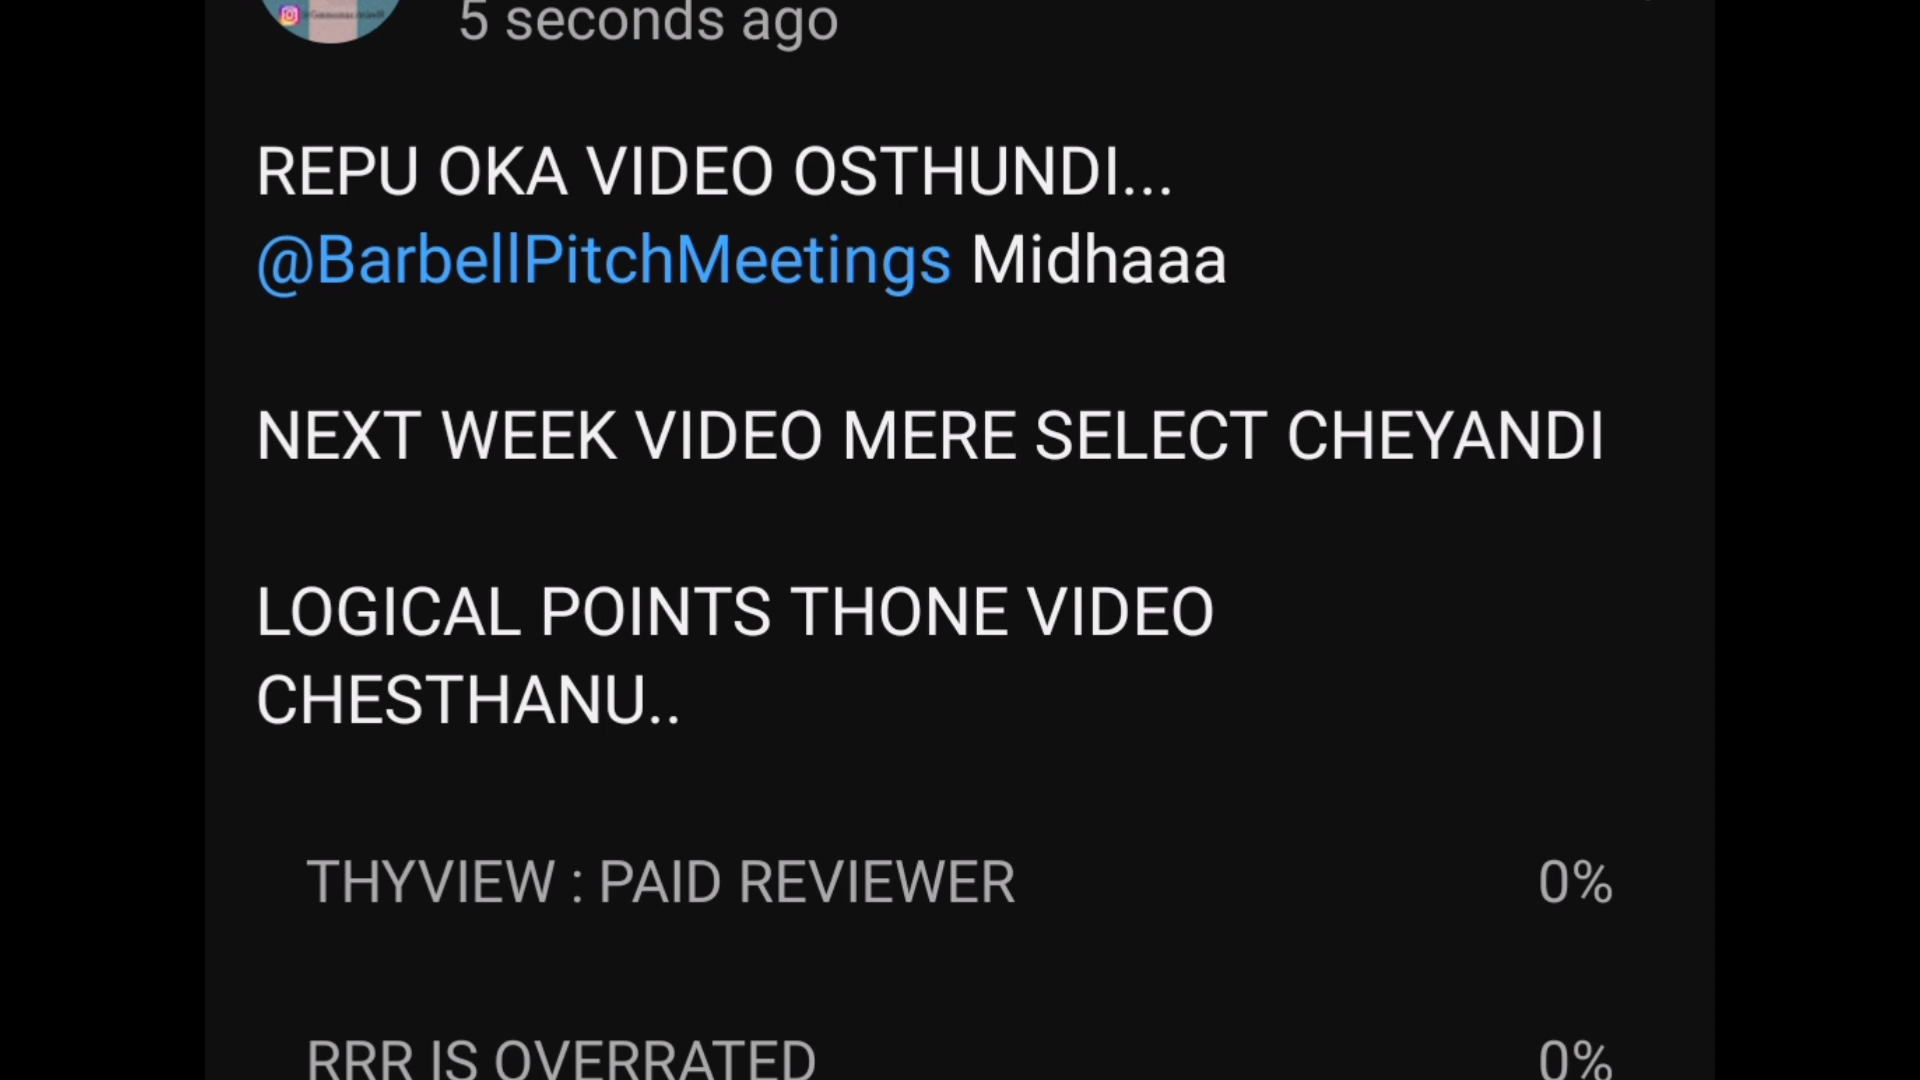 5 seconds ago
REPU OKA VIDEO OSTHUNDI...
@BarbellPitchMeetings Midhaaa
NEXT WEEK VIDEO MERE SELECT CHEYANDI
LOGICAL POINTS THONE VIDEO
CHESTHANU..
THYVIEW : PAID REVIEWER 0%
RRR IS OVERRATED 0%